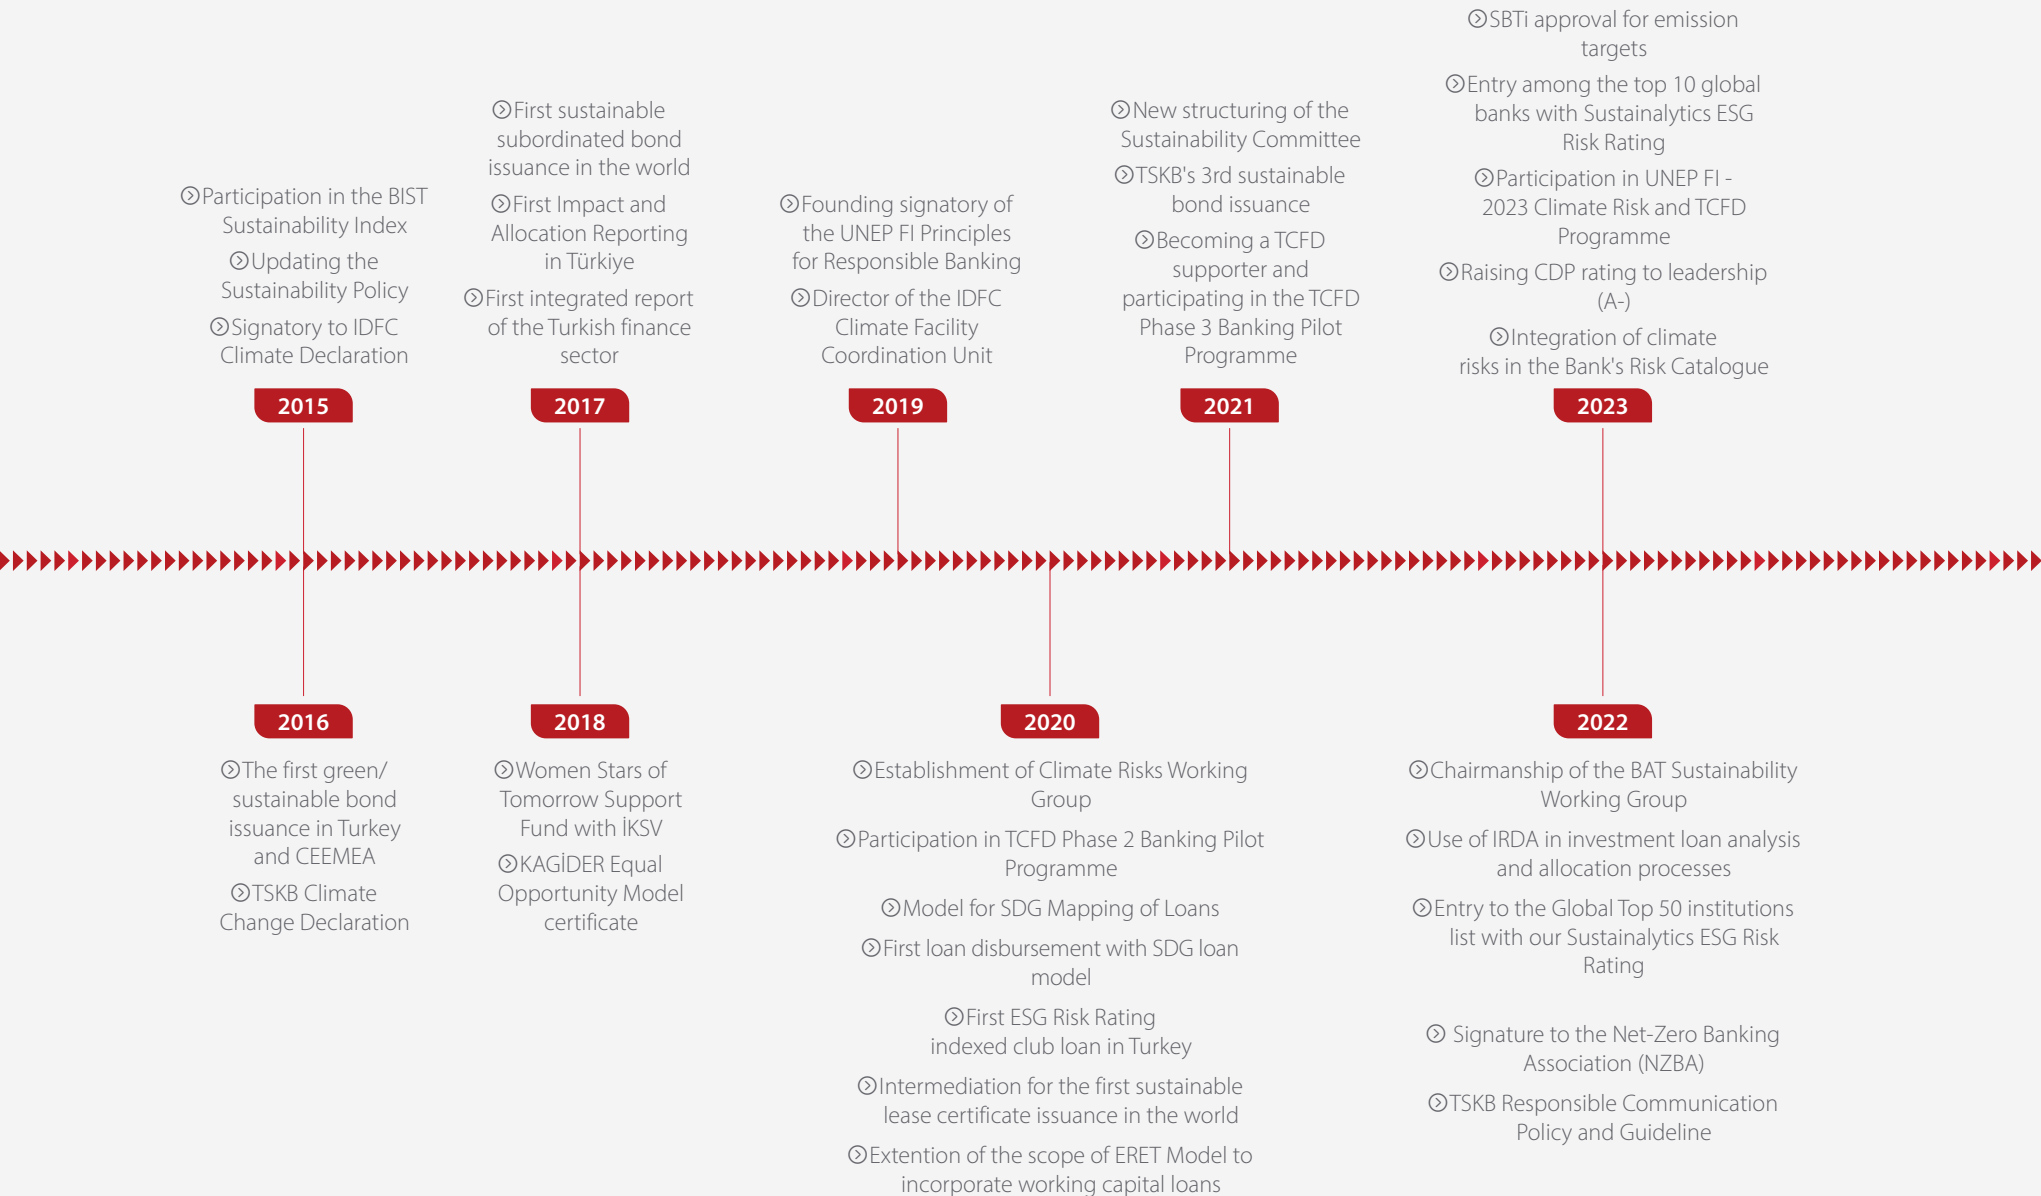 Participation in the BIST
Sustainability Index
Updating the
Sustainability Policy
Signatory to IDFC
Climate Declaration
2015
First sustainable
subordinated bond
issuance in the world
First Impact and
Allocation Reporting
in Türkiye
First integrated report
of the Turkish finance
sector
2017
Founding signatory of
the UNEP FI Principles
for Responsible Banking
Director of the IDFC
Climate Facility
Coordination Unit
2019
New structuring of the
Sustainability Committee
TSKB's 3rd sustainable
bond issuance
Becoming a TCFD
supporter and
participating in the TCFD
Phase 3 Banking Pilot
Programme
2021
SBTi approval for emission
targets
Entry among the top 10 global
banks with Sustainalytics ESG
Risk Rating
Participation in UNEP FI -
2023 Climate Risk and TCFD
Programme
Raising CDP rating to leadership
(A-)
Integration of climate
risks in the Bank's Risk Catalogue
2023
2016
The first green/
sustainable bond
issuance in Turkey
and CEEMEA
TSKB Climate
Change Declaration
2018
Women Stars of
Tomorrow Support
Fund with İKSV
KAGİDER Equal
Opportunity Model
certificate
2020
Establishment of Climate Risks Working
Group
Participation in TCFD Phase 2 Banking Pilot
Programme
Model for SDG Mapping of Loans
First loan disbursement with SDG loan
model
First ESG Risk Rating
indexed club loan in Turkey
Intermediation for the first sustainable
lease certificate issuance in the world
Extention of the scope of ERET Model to
incorporate working capital loans
2022
Chairmanship of the BAT Sustainability
Working Group
Use of IRDA in investment loan analysis
and allocation processes
Entry to the Global Top 50 institutions
list with our Sustainalytics ESG Risk
Rating
Signature to the Net-Zero Banking
Association (NZBA)
TSKB Responsible Communication
Policy and Guideline